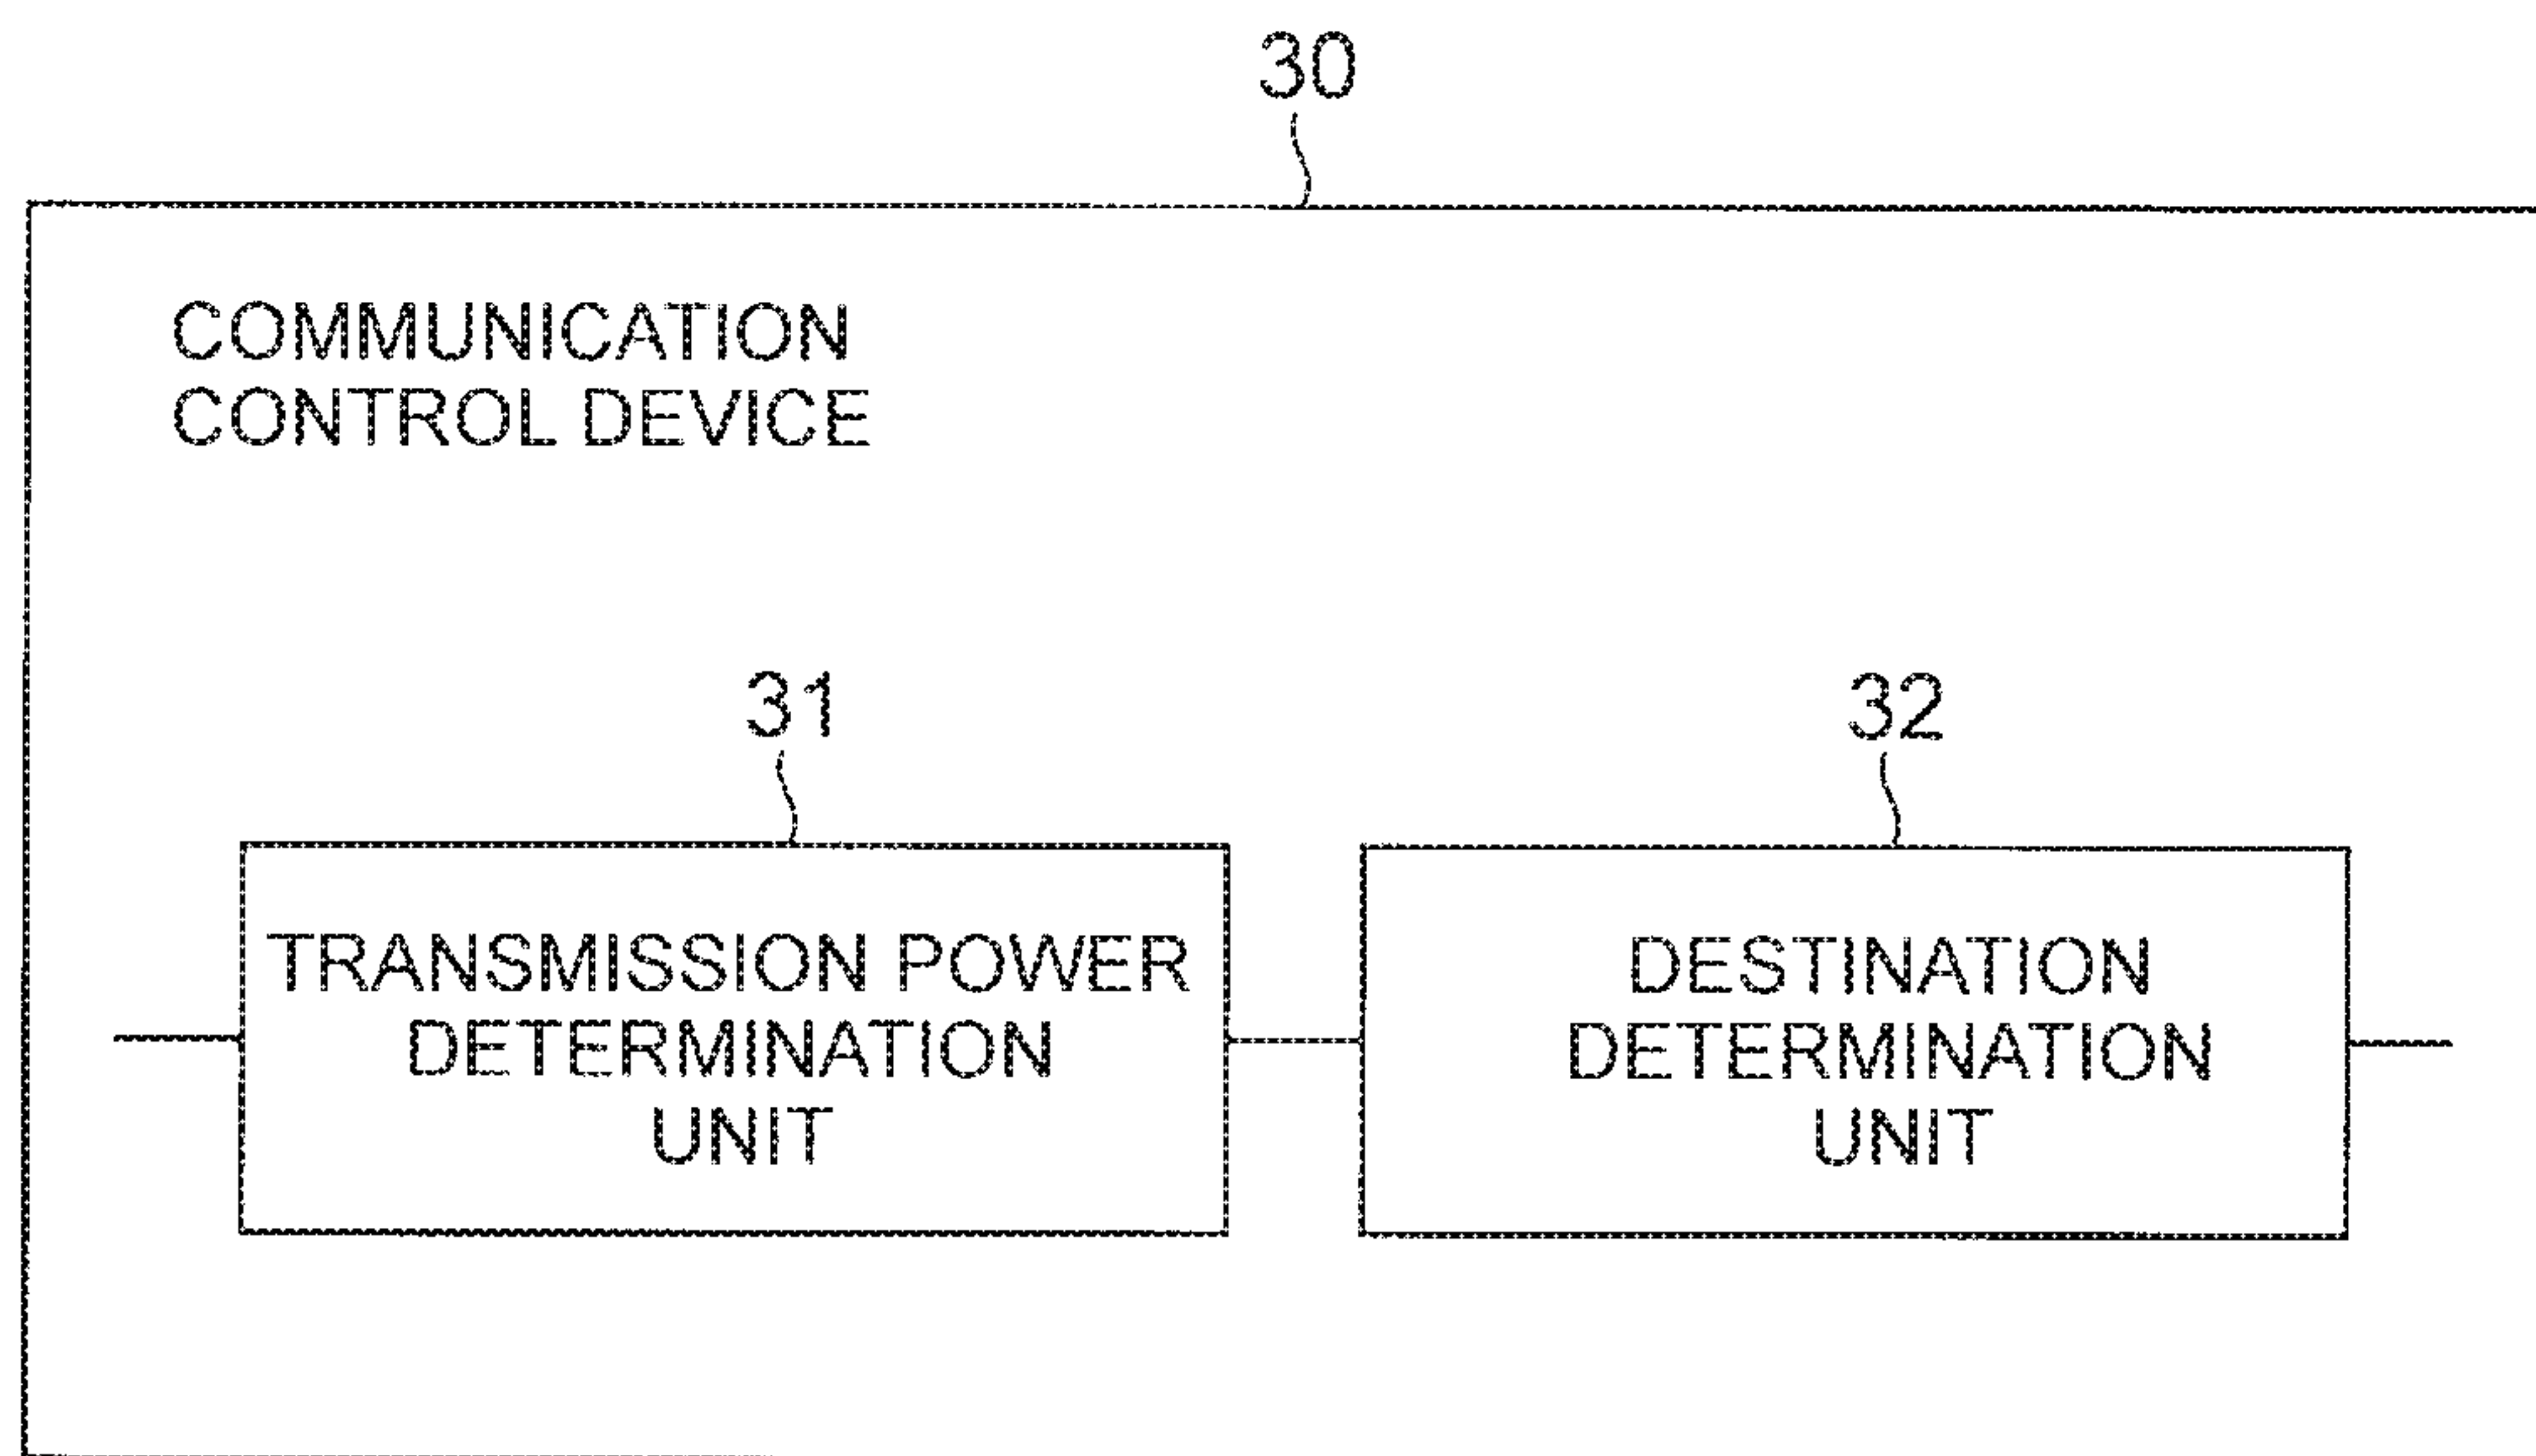 30
COMMUNICATION
CONTROL DEVICE
31
32
TRANSMISSION POWER
DETERMINATION
UNIT
DESTINATION
DETERMINATION
UNIT